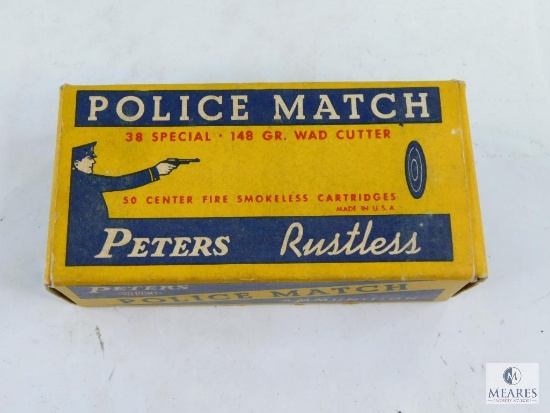 POLICE MATCH
38 SPECIAL · 148 GR. WAD CUTTER
50 CENTER FIRE SMOKELESS CARTRIDGES
MADE IN U.S.A.
PETERS Rustless
PETERS POLICE MATCH AMMUNITION
MEARES